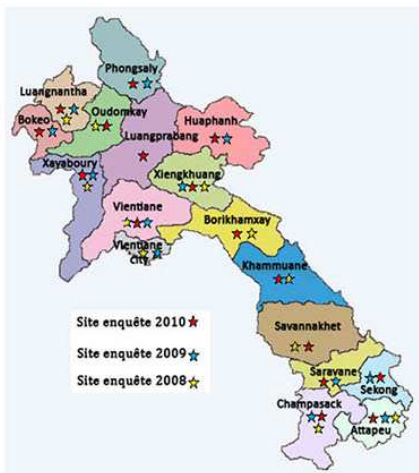 Phongsaly
Luangnantha
Oudomxay
Huaphanh
Bokeo
Luangprabang
Xayaboury
Xiengkhuang
Vientiane
Borikhamxay
Vientiane
city
Khammuane
Site enquête 2010
Savannakhet
Site enquête 2009
Saravane
Site enquête 2008
Sekong
Champasack
Attapeu